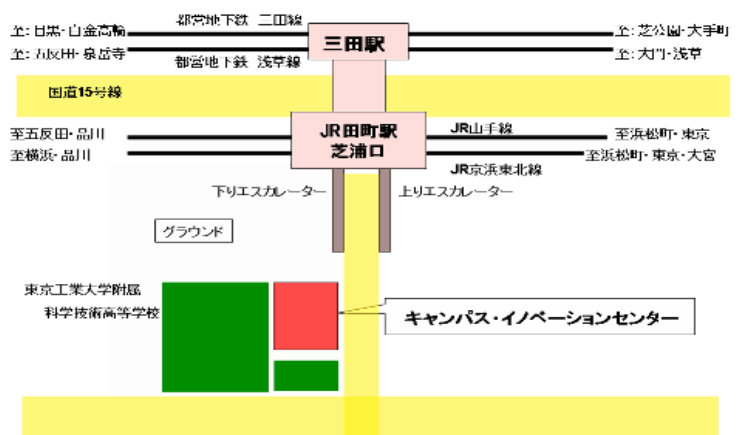 都営地下鉄 三田線
至:目黒・白金高輪
至:芝公園・大手町
三田駅
至:五反田・泉岳寺
至:大門・浅草
都営地下鉄 浅草線
国道15号線
JR田町駅
芝浦口
JR山手線
至五反田・品川
至浜松町・東京
至横浜・品川
至浜松町・東京・大宮
JR京浜東北線
下りエスカレーター
上りエスカレーター
グラウンド
東京工業大学附属
科学技術高等学校
キャンパス・イノベーションセンター